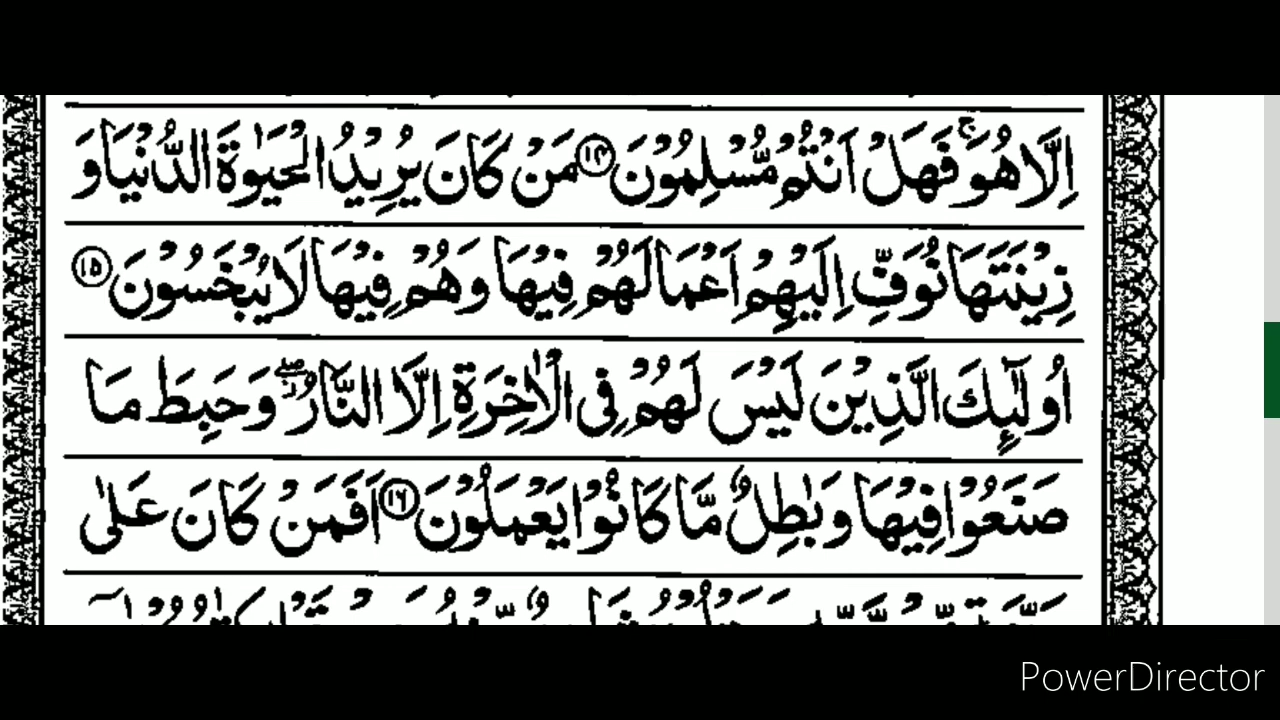 اِلَّا هُوَ ۚ فَهَلْ اَنْتُمْ مُّسْلِمُوْنَ ۝۱۴ مَنْ كَانَ يُرِيْدُ الْحَيٰوةَ الدُّنْيَا وَ
زِيْنَتَهَا نُوَفِّ اِلَيْهِمْ اَعْمَالَهُمْ فِيْهَا وَهُمْ فِيْهَا لَا يُبْخَسُوْنَ ۝۱۵
اُولٰٓئِكَ الَّذِيْنَ لَيْسَ لَهُمْ فِى الْاٰخِرَةِ اِلَّا النَّارُ ۖ وَحَبِطَ مَا
صَنَعُوْا فِيْهَا وَبٰطِلٌ مَّا كَانُوْا يَعْمَلُوْنَ ۝۱۶ اَفَمَنْ كَانَ عَلٰى
PowerDirector